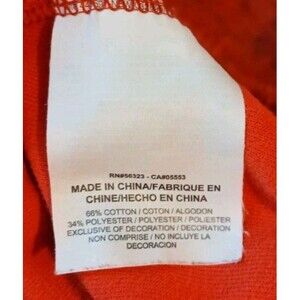 RN#56323 - CA#05553
MADE IN CHINA/FABRIQUE EN
CHINE/HECHO EN CHINA
66% COTTON / COTON / ALGODON
34% POLYESTER / POLYESTER / POLIESTER
EXCLUSIVE OF DECORATION / DECORATION
NON COMPRISE / NO INCLUYE LA
DECORACION